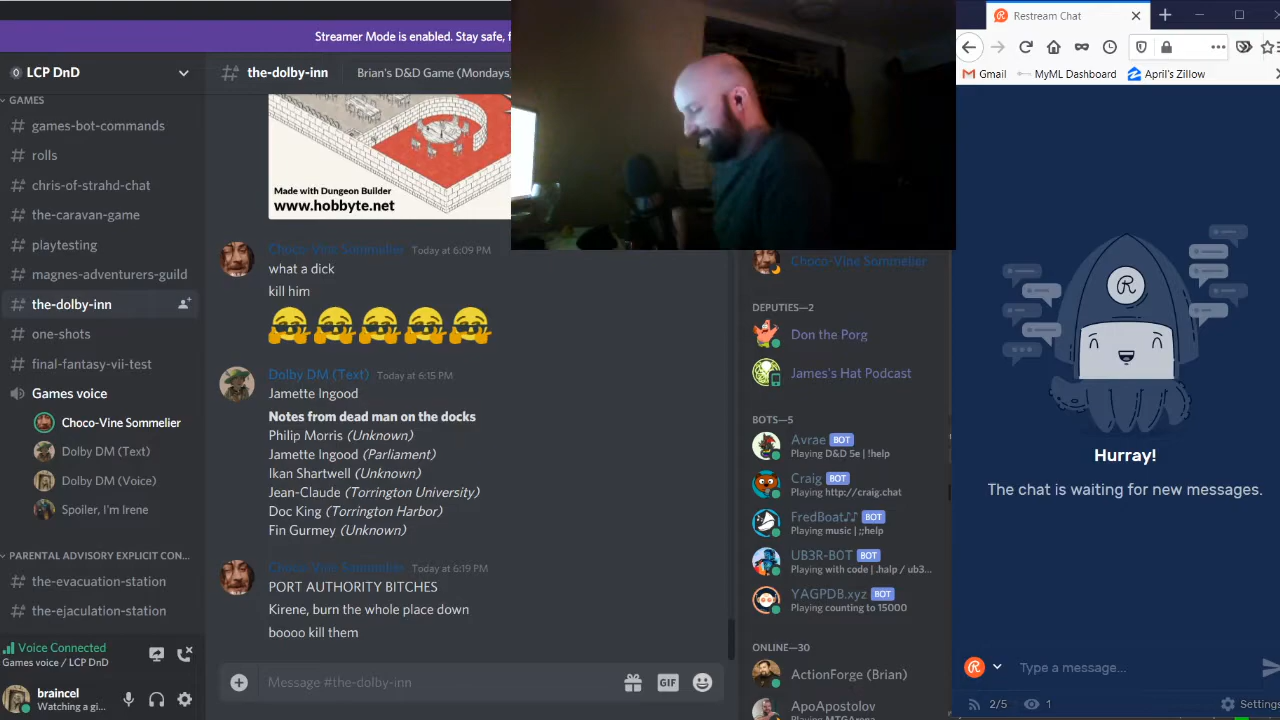 Streamer Mode is enabled. Stay safe, f
LCP DnD
GAMES
games-bot-commands
rolls
chris-of-strahd-chat
the-caravan-game
playtesting
magnes-adventurers-guild
the-dolby-inn
one-shots
final-fantasy-vii-test
Games voice
Choco-Vine Sommelier
Dolby DM (Text)
Dolby DM (Voice)
Spoiler, I'm Irene
PARENTAL ADVISORY EXPLICIT CON...
the-evacuation-station
the-ejaculation-station
Voice Connected
Games voice / LCP DnD
braincel
Watching a gi...
the-dolby-inn
Brian's D&D Game (Mondays)
Made with Dungeon Builder
www.hobbyte.net
Choco-Vine Sommelier Today at 6:09 PM
what a dick
kill him
Dolby DM (Text) Today at 6:15 PM
Jamette Ingood
Notes from dead man on the docks
Philip Morris (Unknown)
Jamette Ingood (Parliament)
Ikan Shartwell (Unknown)
Jean-Claude (Torrington University)
Doc King (Torrington Harbor)
Fin Gurmey (Unknown)
Choco-Vine Sommelier Today at 6:19 PM
PORT AUTHORITY BITCHES
Kirene, burn the whole place down
boooo kill them
Message #the-dolby-inn
GIF
Choco-Vine Sommelier
DEPUTIES—2
Don the Porg
James's Hat Podcast
BOTS—5
Avrae BOT
Playing D&D 5e | !help
Craig BOT
Playing http://craig.chat
FredBoat♪♪ BOT
Playing music | ;;help
UB3R-BOT BOT
Playing with code | .halp / ub3...
YAGPDB.xyz BOT
Playing counting to 15000
ONLINE—30
ActionForge (Brian)
ApoApostolov
Playing MTGArena
Restream Chat
Gmail
MyML Dashboard
April's Zillow
R
Hurray!
The chat is waiting for new messages.
Type a message...
2/5
1
Settings